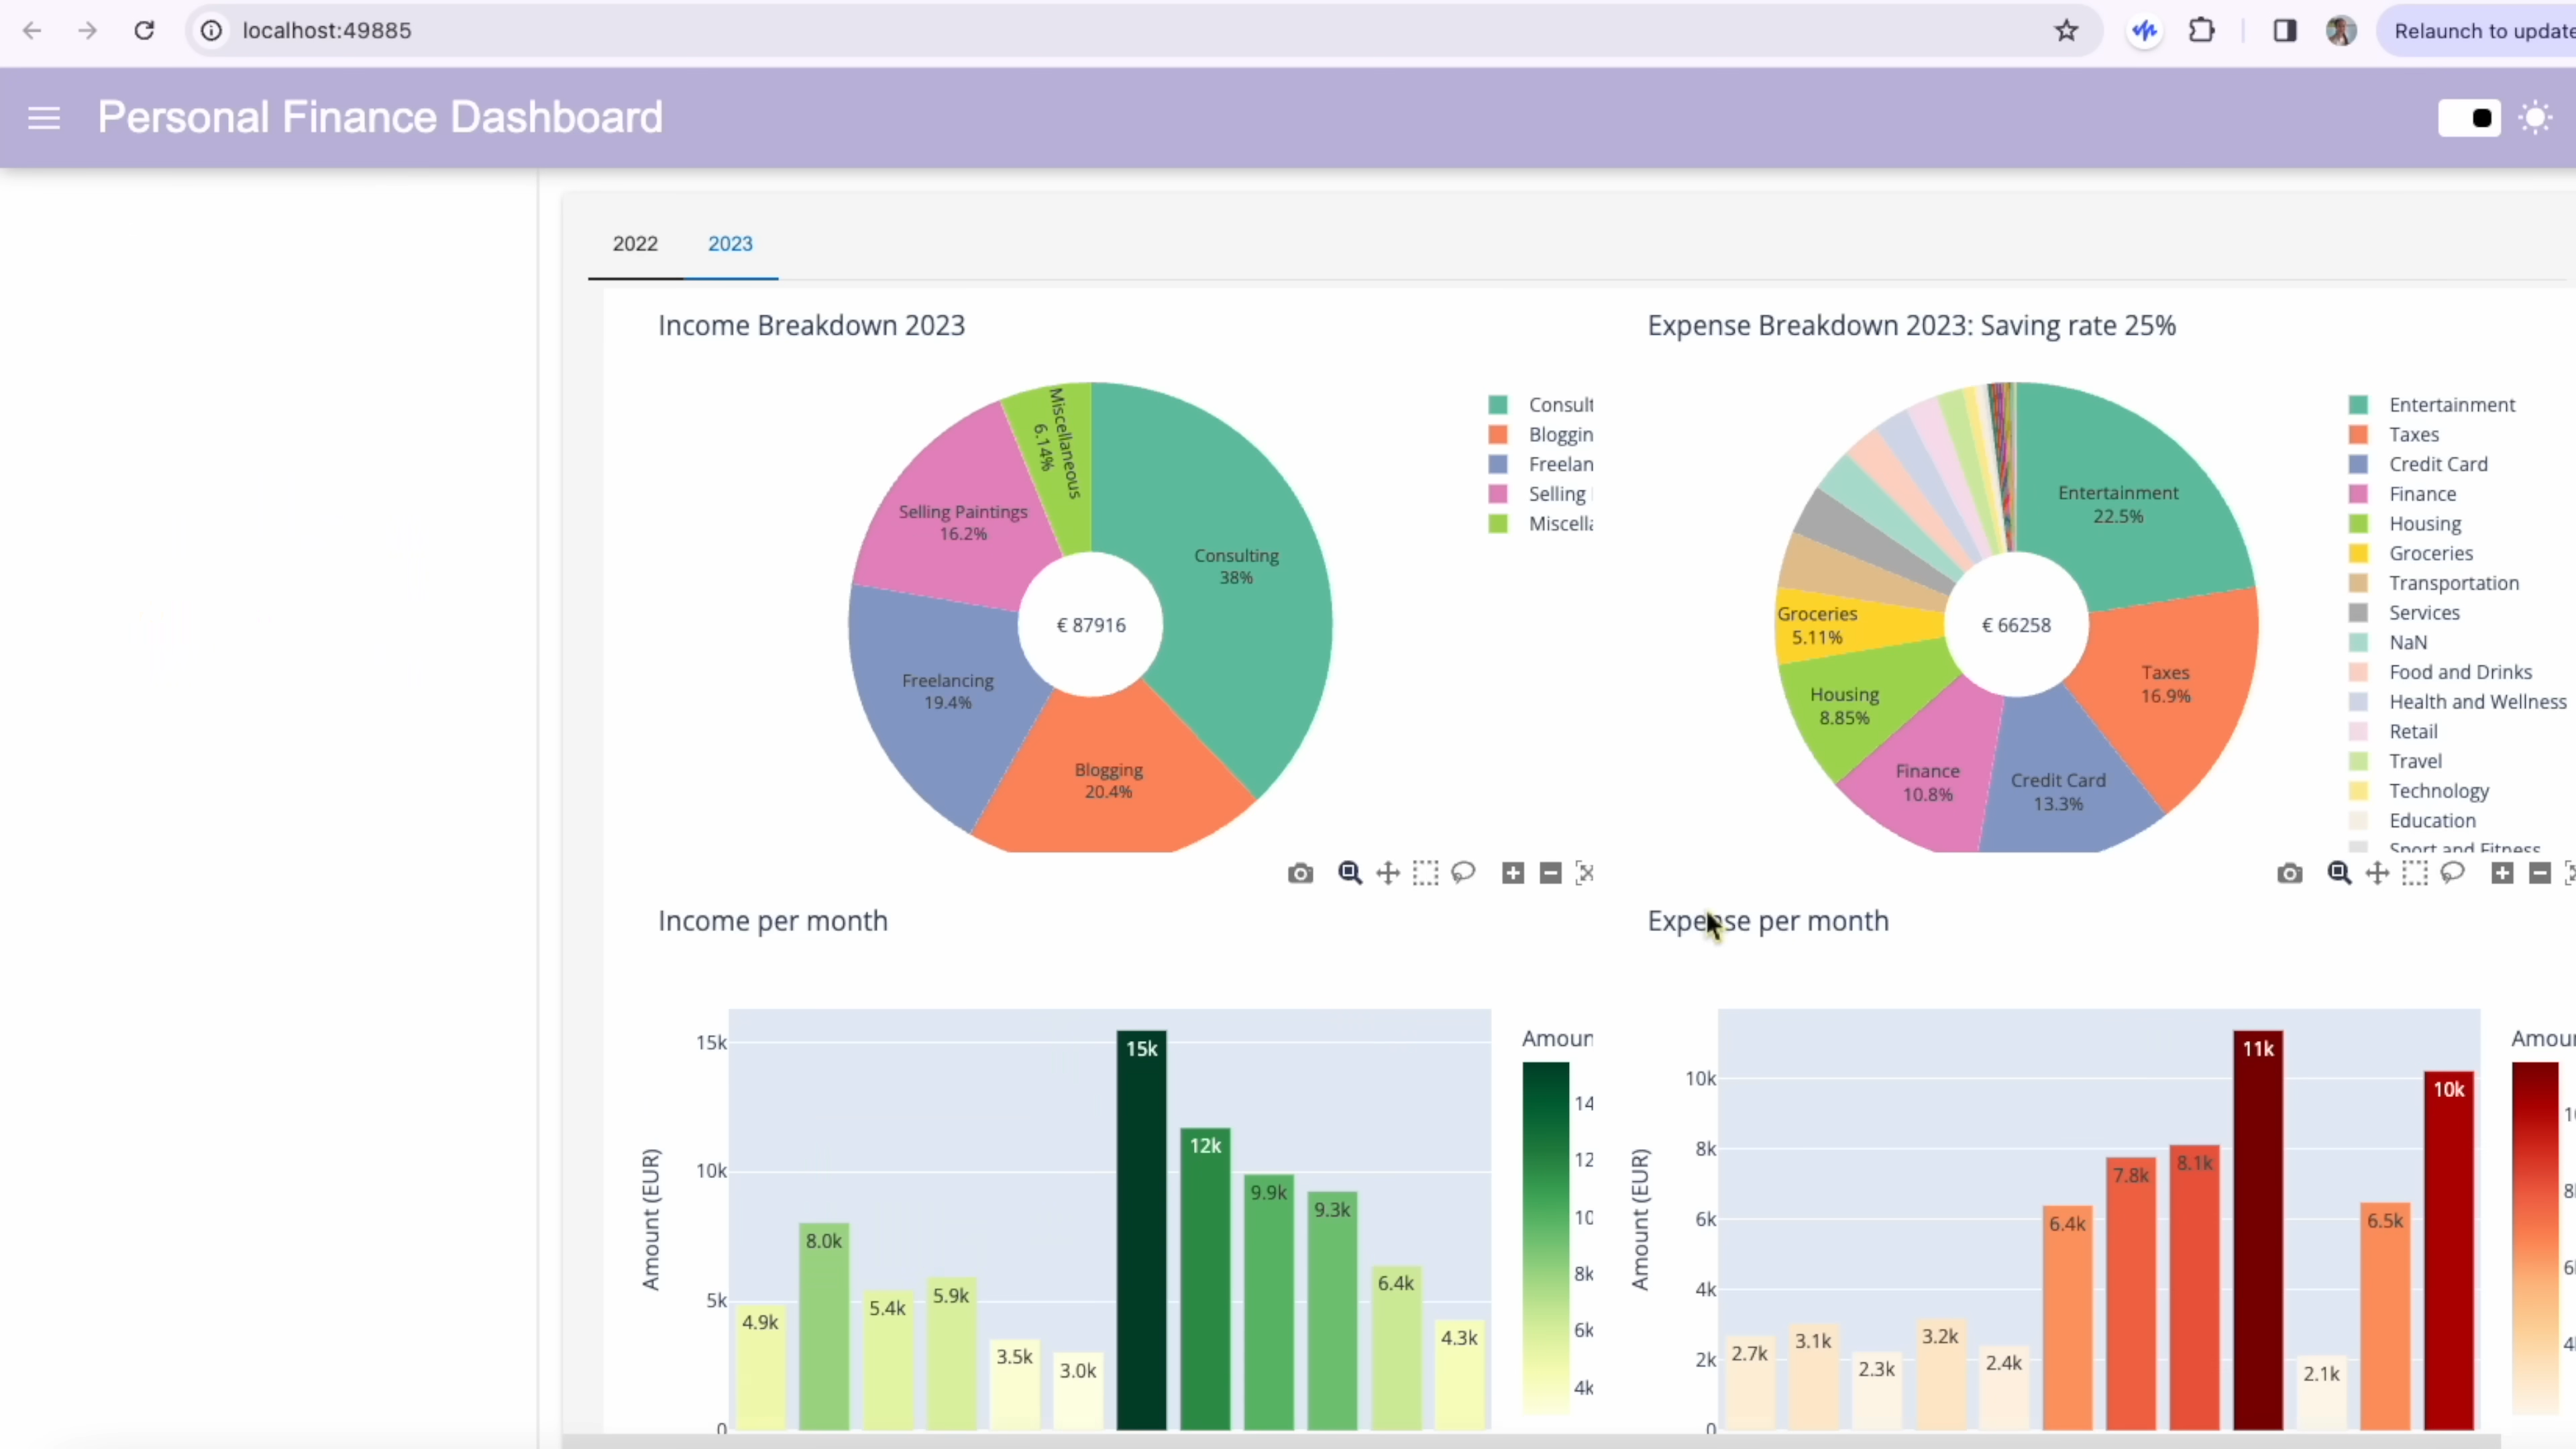 localhost:49885
Relaunch to update
Personal Finance Dashboard
2022
2023
Income Breakdown 2023
Miscellaneous
6.14%
Selling Paintings
16.2%
Consulting
38%
€ 87916
Freelancing
19.4%
Blogging
20.4%
Consult
Bloggin
Freelan
Selling
Miscella
Expense Breakdown 2023: Saving rate 25%
Entertainment
22.5%
Groceries
5.11%
€ 66258
Taxes
16.9%
Housing
8.85%
Finance
10.8%
Credit Card
13.3%
Entertainment
Taxes
Credit Card
Finance
Housing
Groceries
Transportation
Services
NaN
Food and Drinks
Health and Wellness
Retail
Travel
Technology
Education
Sport and Fitness
Income per month
Amount (EUR)
15k
10k
5k
0
4.9k
8.0k
5.4k
5.9k
3.5k
3.0k
15k
12k
9.9k
9.3k
6.4k
4.3k
Amoun
14
12
10
8k
6k
4k
Expense per month
Amount (EUR)
10k
8k
6k
4k
2k
0
2.7k
3.1k
2.3k
3.2k
2.4k
6.4k
7.8k
8.1k
11k
2.1k
6.5k
10k
Amou